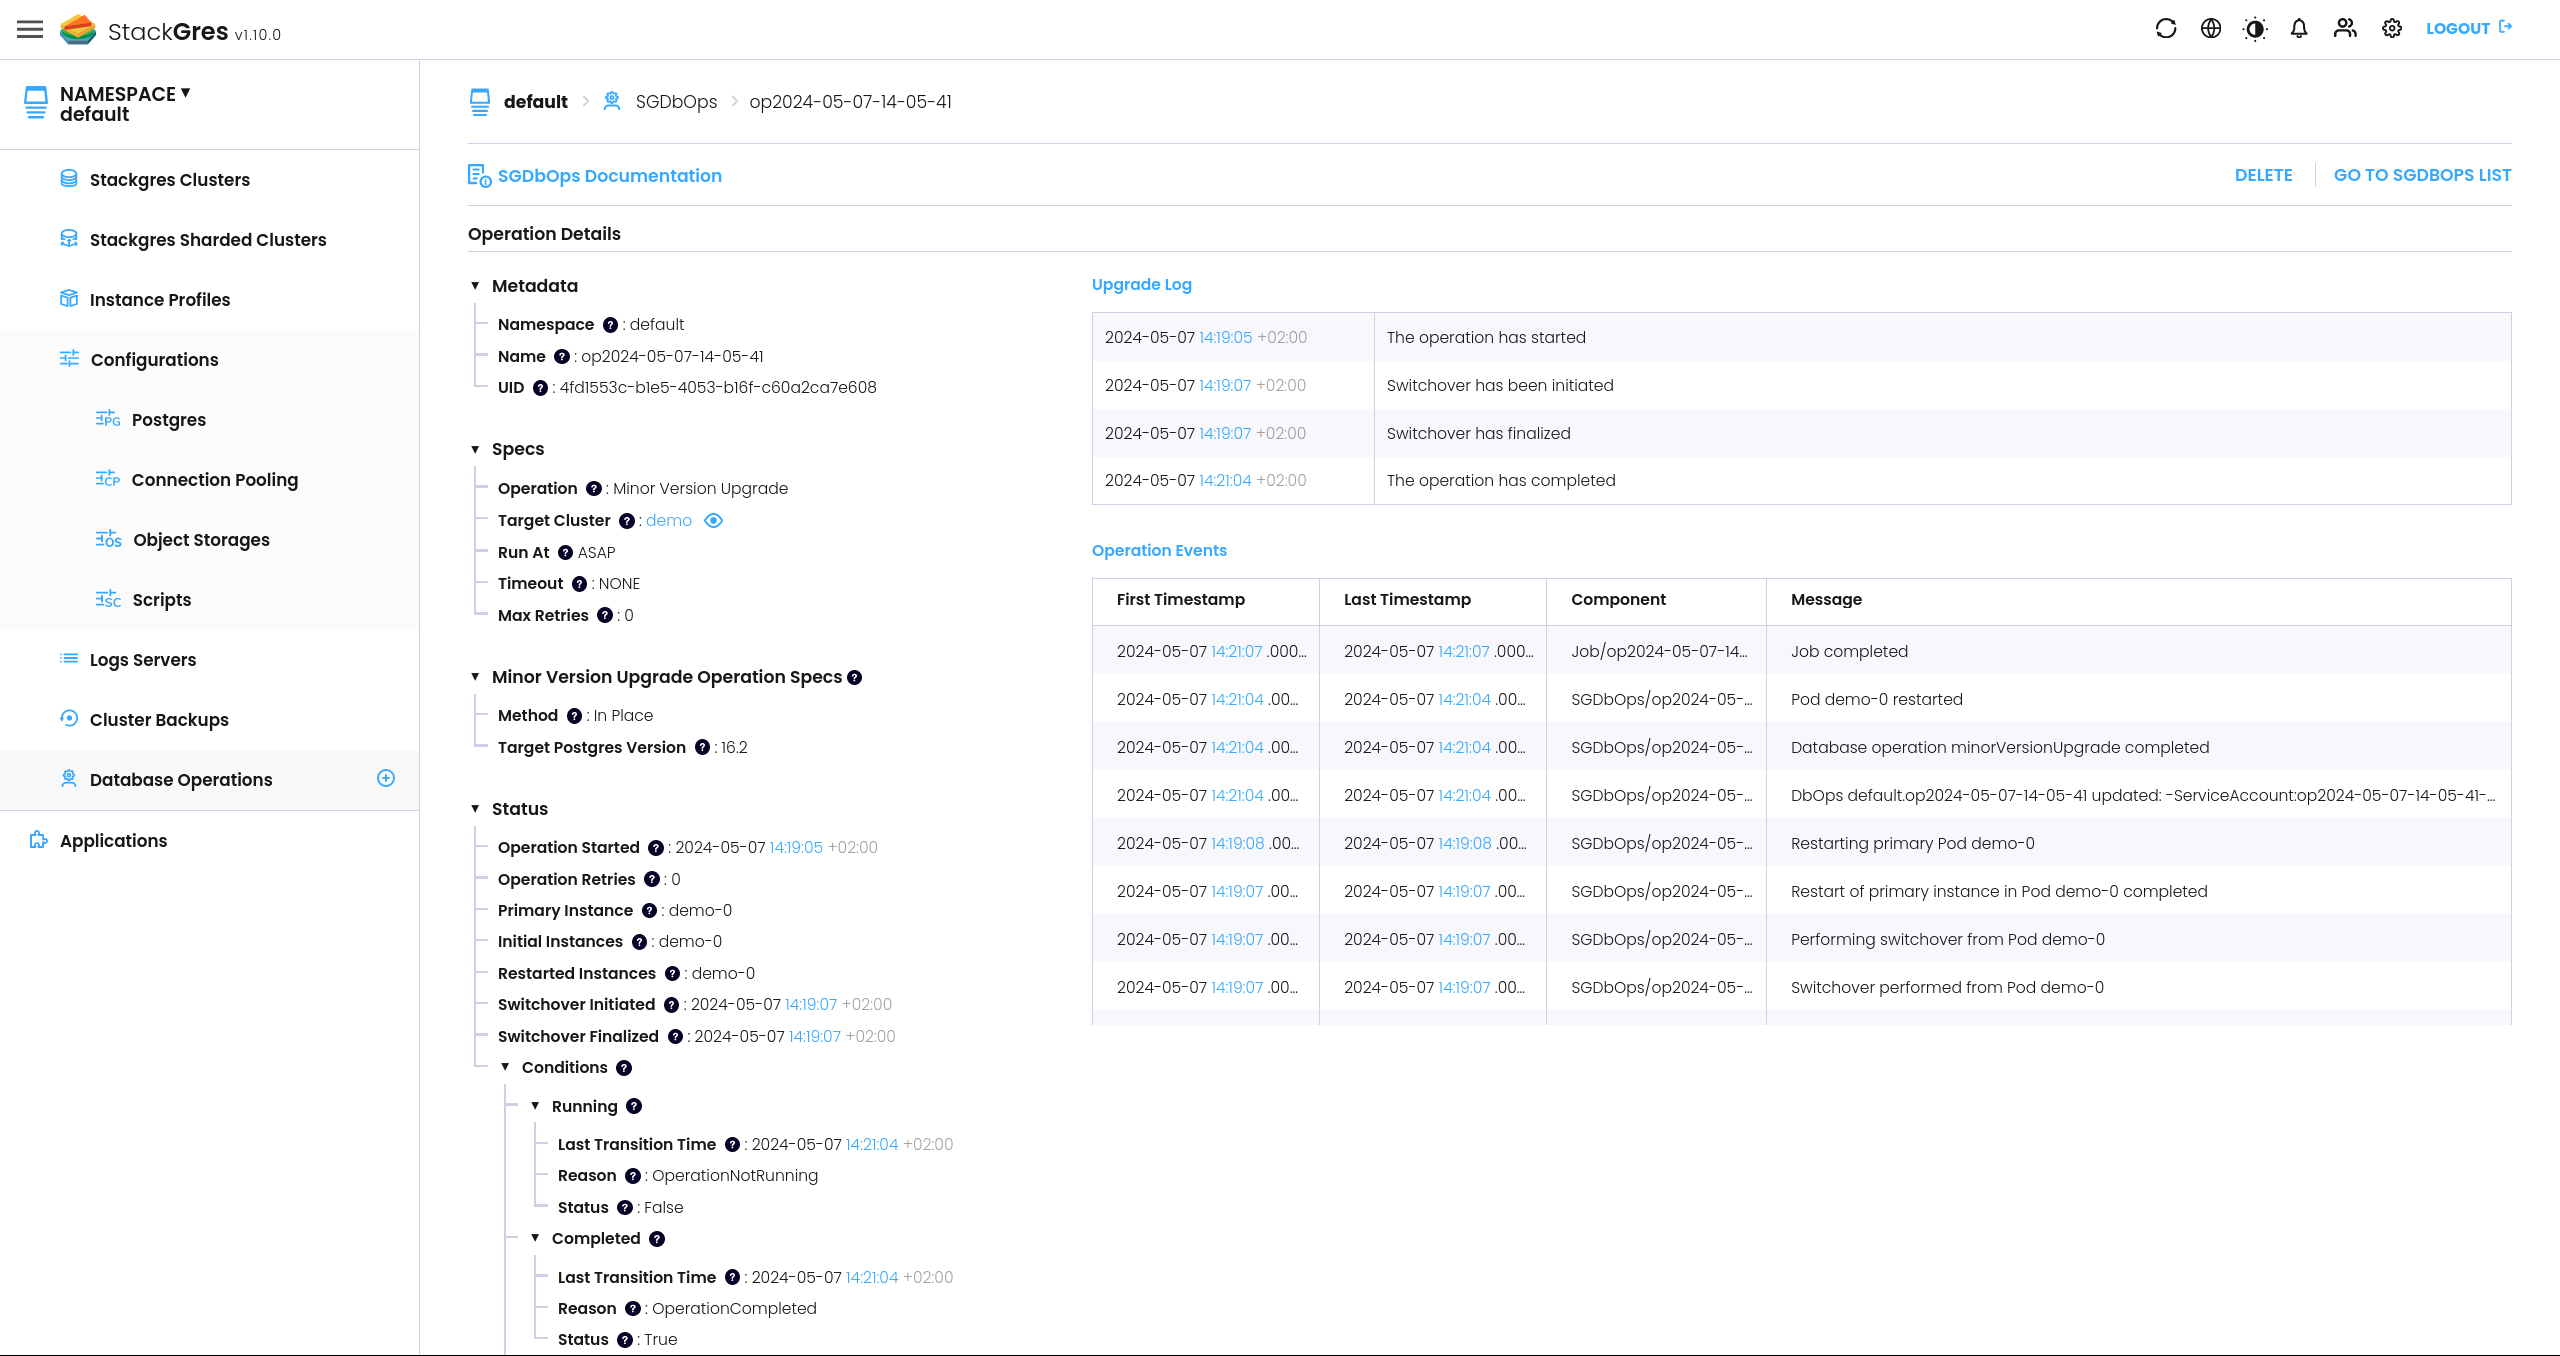 StackGres v1.10.0
LOGOUT
NAMESPACE ▼
default
Stackgres Clusters
Stackgres Sharded Clusters
Instance Profiles
Configurations
PG Postgres
CP Connection Pooling
OS Object Storages
SC Scripts
Logs Servers
Cluster Backups
Database Operations
Applications
default > SGDbOps > op2024-05-07-14-05-41
SGDbOps Documentation
DELETE
GO TO SGDBOPS LIST
Operation Details
▼ Metadata
Namespace ? : default
Name ? : op2024-05-07-14-05-41
UID ? : 4fd1553c-b1e5-4053-b16f-c60a2ca7e608
▼ Specs
Operation ? : Minor Version Upgrade
Target Cluster ? : demo
Run At ? ASAP
Timeout ? : NONE
Max Retries ? : 0
▼ Minor Version Upgrade Operation Specs ?
Method ? : In Place
Target Postgres Version ? : 16.2
▼ Status
Operation Started ? : 2024-05-07 14:19:05 +02:00
Operation Retries ? : 0
Primary Instance ? : demo-0
Initial Instances ? : demo-0
Restarted Instances ? : demo-0
Switchover Initiated ? : 2024-05-07 14:19:07 +02:00
Switchover Finalized ? : 2024-05-07 14:19:07 +02:00
▼ Conditions ?
▼ Running ?
Last Transition Time ? : 2024-05-07 14:21:04 +02:00
Reason ? : OperationNotRunning
Status ? : False
▼ Completed ?
Last Transition Time ? : 2024-05-07 14:21:04 +02:00
Reason ? : OperationCompleted
Status ? : True
Upgrade Log
2024-05-07 14:19:05 +02:00 The operation has started
2024-05-07 14:19:07 +02:00 Switchover has been initiated
2024-05-07 14:19:07 +02:00 Switchover has finalized
2024-05-07 14:21:04 +02:00 The operation has completed
Operation Events
First Timestamp Last Timestamp Component Message
2024-05-07 14:21:07 .000... 2024-05-07 14:21:07 .000... Job/op2024-05-07-14... Job completed
2024-05-07 14:21:04 .00... 2024-05-07 14:21:04 .00... SGDbOps/op2024-05-... Pod demo-0 restarted
2024-05-07 14:21:04 .00... 2024-05-07 14:21:04 .00... SGDbOps/op2024-05-... Database operation minorVersionUpgrade completed
2024-05-07 14:21:04 .00... 2024-05-07 14:21:04 .00... SGDbOps/op2024-05-... DbOps default.op2024-05-07-14-05-41 updated: -ServiceAccount:op2024-05-07-14-05-41-...
2024-05-07 14:19:08 .00... 2024-05-07 14:19:08 .00... SGDbOps/op2024-05-... Restarting primary Pod demo-0
2024-05-07 14:19:07 .00... 2024-05-07 14:19:07 .00... SGDbOps/op2024-05-... Restart of primary instance in Pod demo-0 completed
2024-05-07 14:19:07 .00... 2024-05-07 14:19:07 .00... SGDbOps/op2024-05-... Performing switchover from Pod demo-0
2024-05-07 14:19:07 .00... 2024-05-07 14:19:07 .00... SGDbOps/op2024-05-... Switchover performed from Pod demo-0